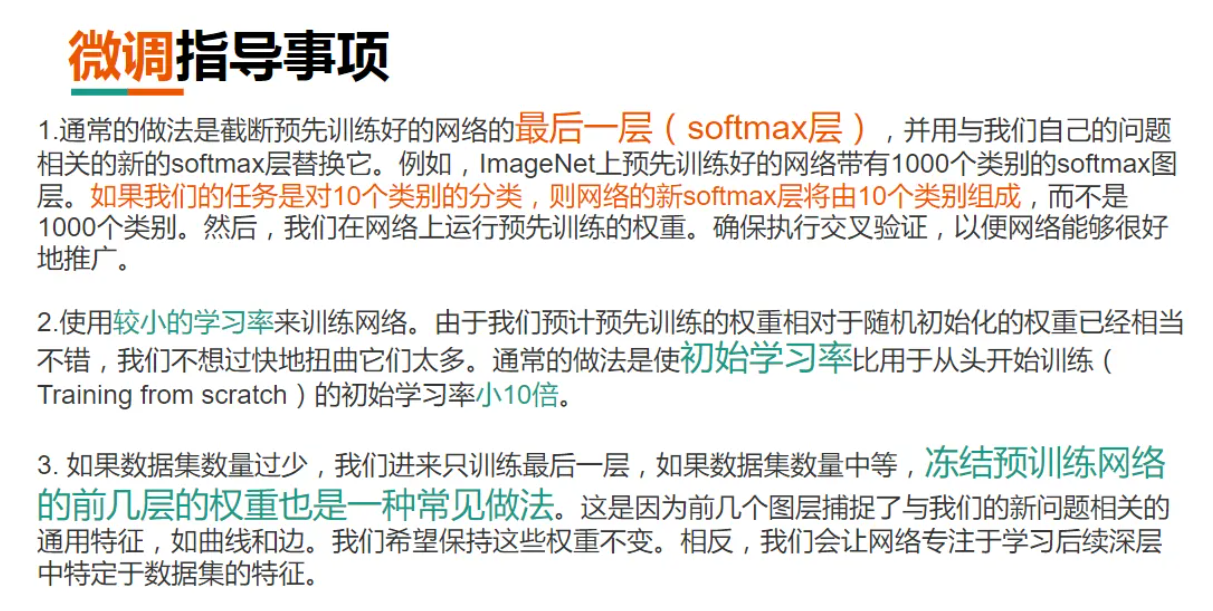 微调指导事项
1.通常的做法是截断预先训练好的网络的最后一层（softmax层），并用与我们自己的问题
相关的新的softmax层替换它。例如，ImageNet上预先训练好的网络带有1000个类别的softmax图
层。如果我们的任务是对10个类别的分类，则网络的新softmax层将由10个类别组成，而不是
1000个类别。然后，我们在网络上运行预先训练的权重。确保执行交叉验证，以便网络能够很好
地推广。
2.使用较小的学习率来训练网络。由于我们预计预先训练的权重相对于随机初始化的权重已经相当
不错，我们不想过快地扭曲它们太多。通常的做法是使初始学习率比用于从头开始训练（
Training from scratch）的初始学习率小10倍。
3. 如果数据集数量过少，我们进来只训练最后一层，如果数据集数量中等，冻结预训练网络
的前几层的权重也是一种常见做法。这是因为前几个图层捕捉了与我们的新问题相关的
通用特征，如曲线和边。我们希望保持这些权重不变。相反，我们会让网络专注于学习后续深层
中特定于数据集的特征。